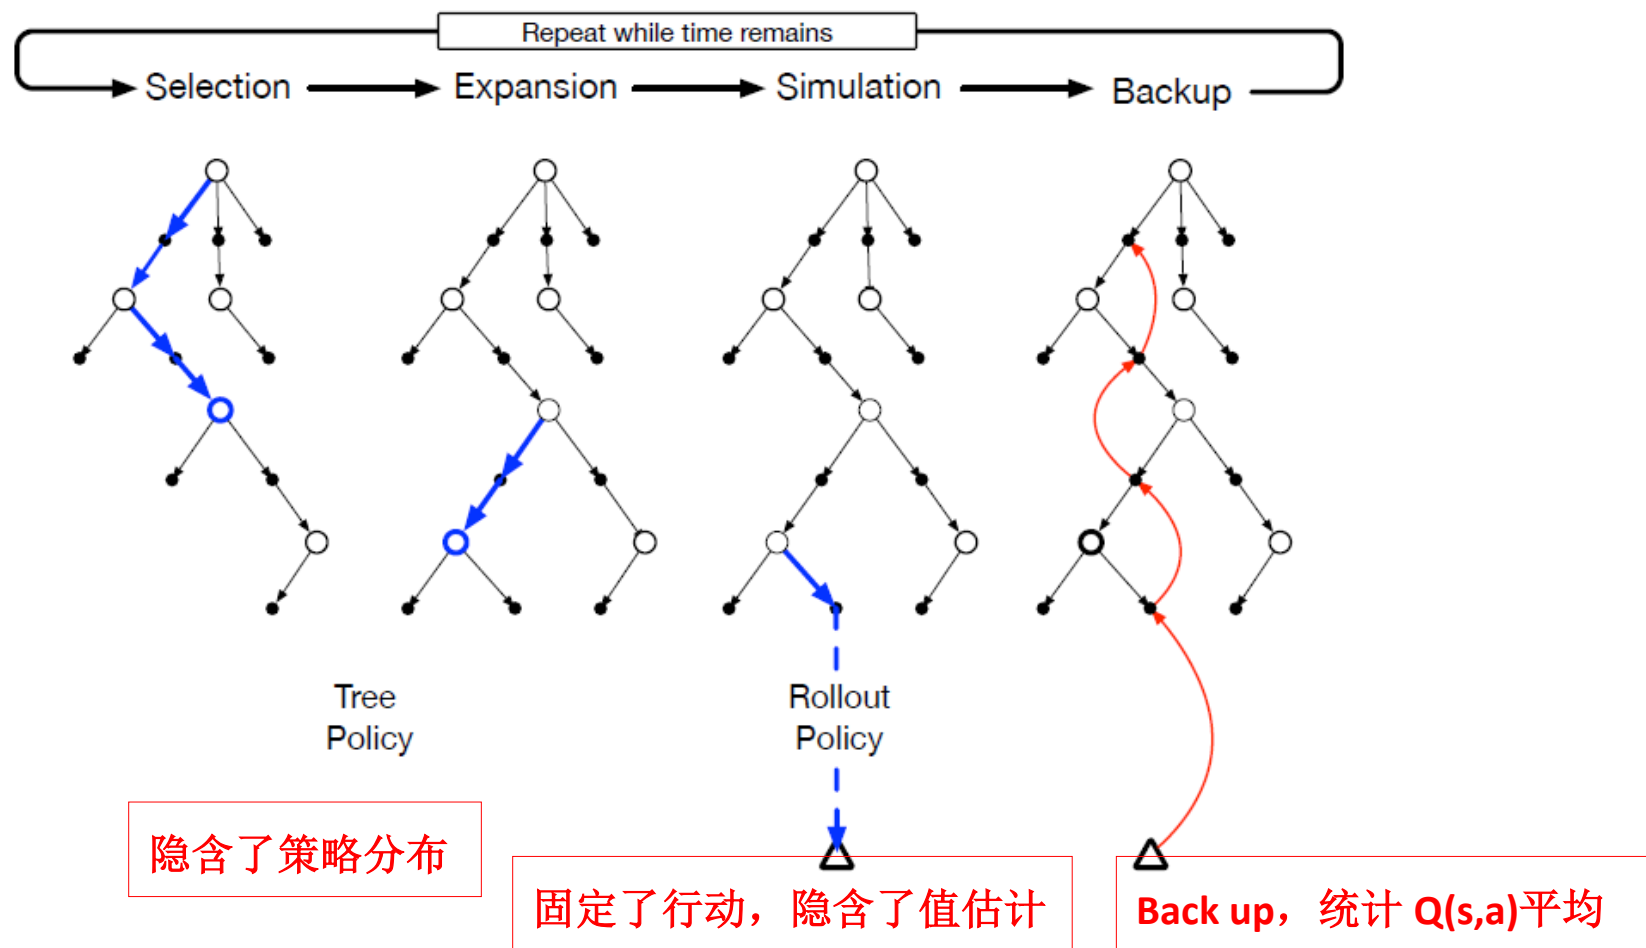 Repeat while time remains
Selection
Expansion
Simulation
Backup
Tree
Policy
Rollout
Policy
隐含了策略分布
固定了行动，隐含了值估计
Back up，统计 Q(s,a)平均